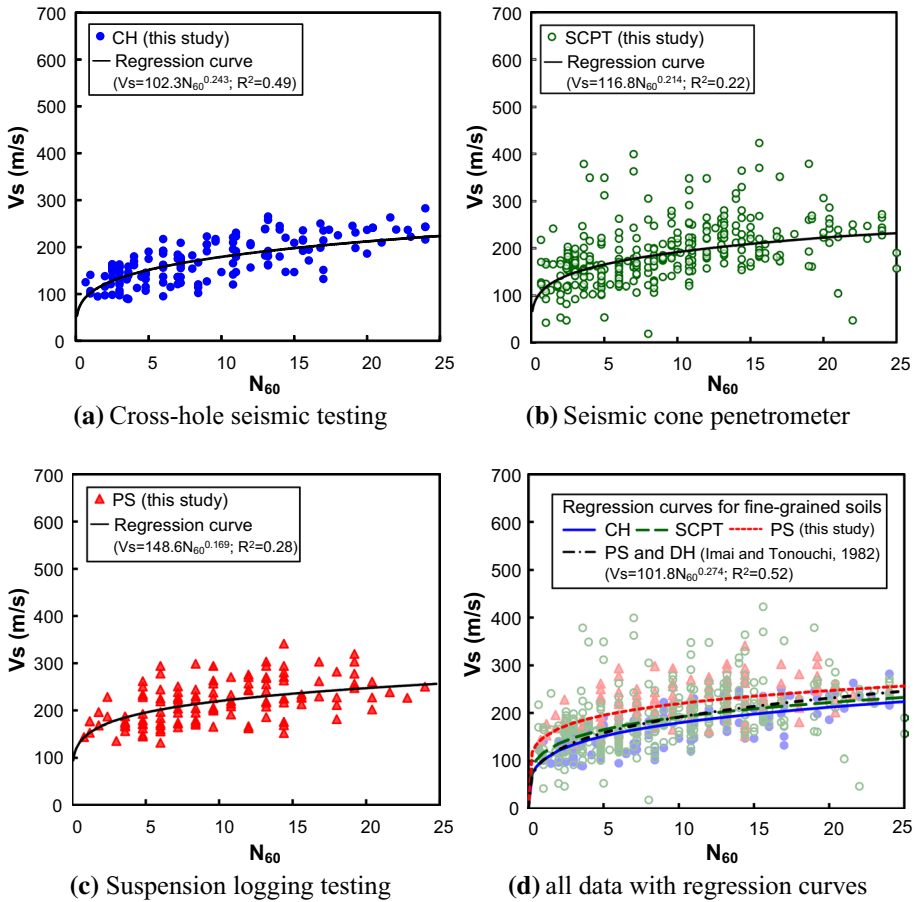 700
600
500
400
300
200
100
0
Vs (m/s)
CH (this study)
Regression curve
(Vs=102.3N60^0.243; R^2=0.49)
0 5 10 15 20 25
N60
(a) Cross-hole seismic testing
700
600
500
400
300
200
100
0
Vs (m/s)
SCPT (this study)
Regression curve
(Vs=116.8N60^0.214; R^2=0.22)
0 5 10 15 20 25
N60
(b) Seismic cone penetrometer
700
600
500
400
300
200
100
0
Vs (m/s)
PS (this study)
Regression curve
(Vs=148.6N60^0.169; R^2=0.28)
0 5 10 15 20 25
N60
(c) Suspension logging testing
700
600
500
400
300
200
100
0
Vs (m/s)
Regression curves for fine-grained soils
CH SCPT PS (this study)
PS and DH (Imai and Tonouchi, 1982)
(Vs=101.8N60^0.274; R^2=0.52)
0 5 10 15 20 25
N60
(d) all data with regression curves